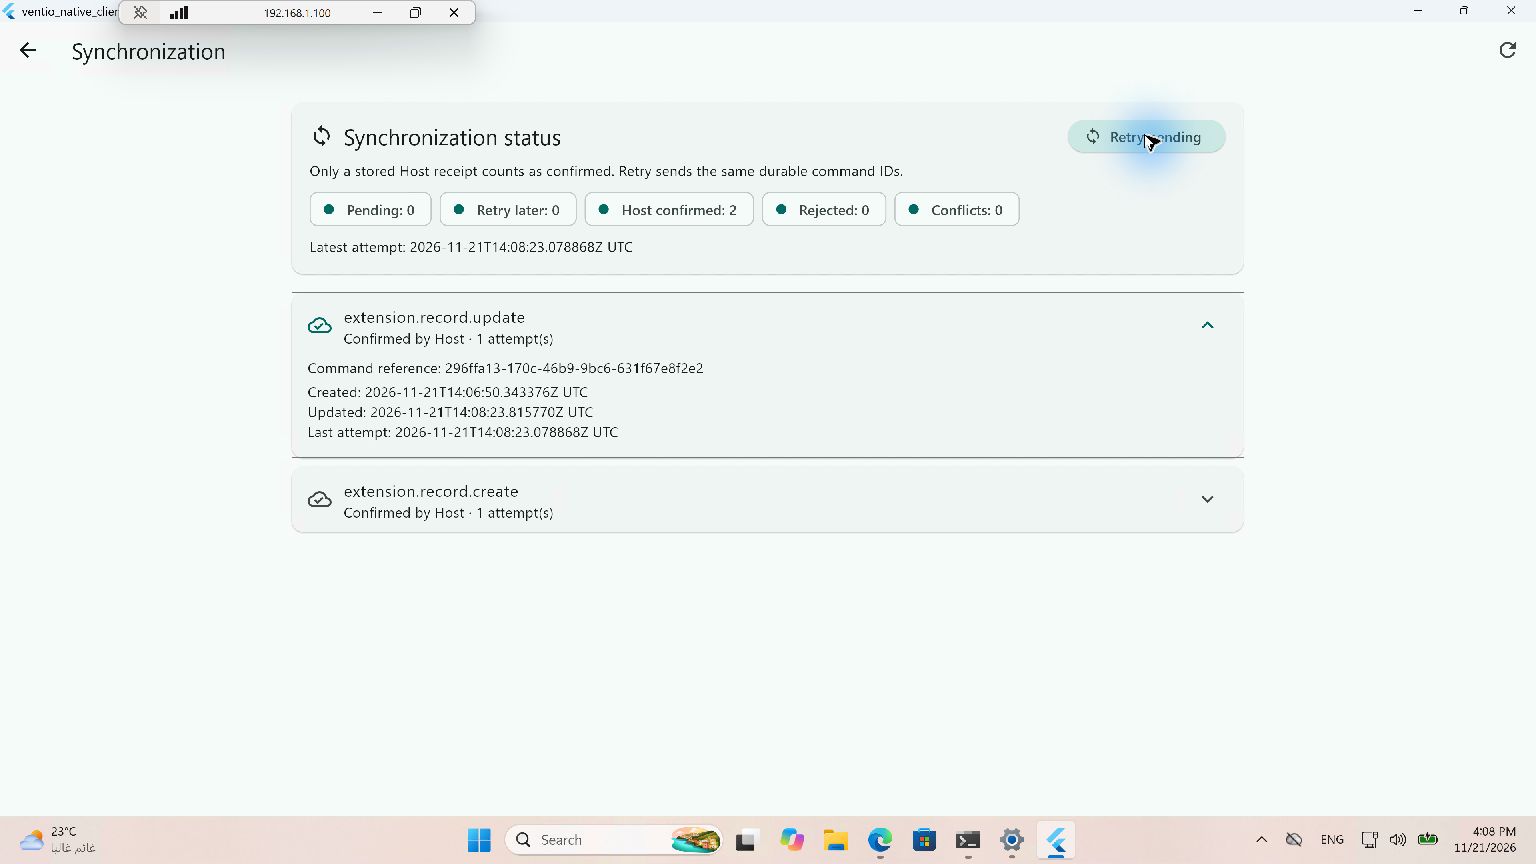 ventio_native_clier
192.168.1.100
Synchronization
Synchronization status
Retry pending
Only a stored Host receipt counts as confirmed. Retry sends the same durable command IDs.
Pending: 0
Retry later: 0
Host confirmed: 2
Rejected: 0
Conflicts: 0
Latest attempt: 2026-11-21T14:08:23.078868Z UTC
extension.record.update
Confirmed by Host · 1 attempt(s)
Command reference: 296ffa13-170c-46b9-9bc6-631f67e8f2e2
Created: 2026-11-21T14:06:50.343376Z UTC
Updated: 2026-11-21T14:08:23.815770Z UTC
Last attempt: 2026-11-21T14:08:23.078868Z UTC
extension.record.create
Confirmed by Host · 1 attempt(s)
23°C
غائم غالبا
Search
ENG
4:08 PM
11/21/2026